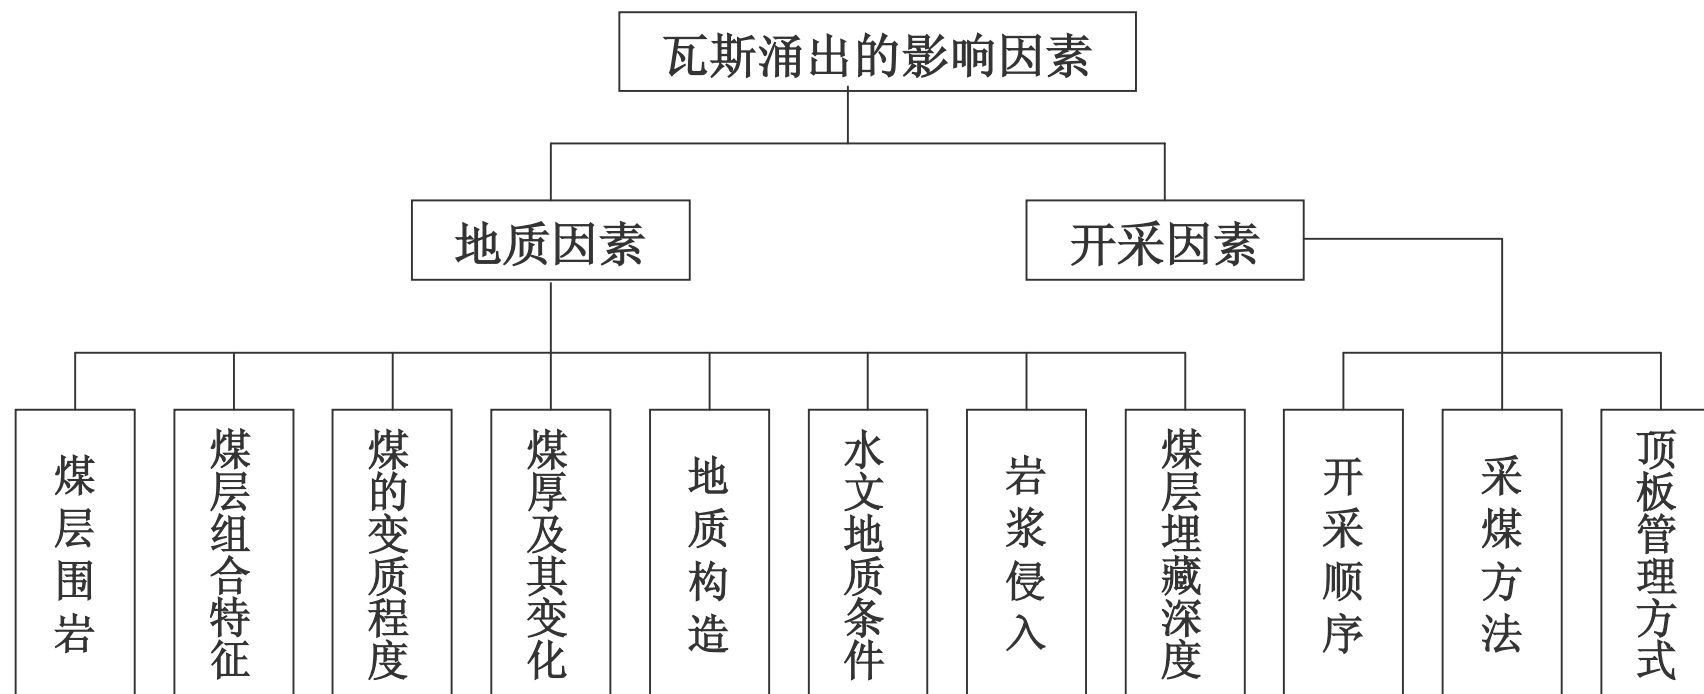 瓦斯涌出的影响因素
地质因素
开采因素
煤层围岩
煤层组合特征
煤的变质程度
煤厚及其变化
地质构造
水文地质条件
岩浆侵入
煤层埋藏深度
开采顺序
采煤方法
顶板管理方式